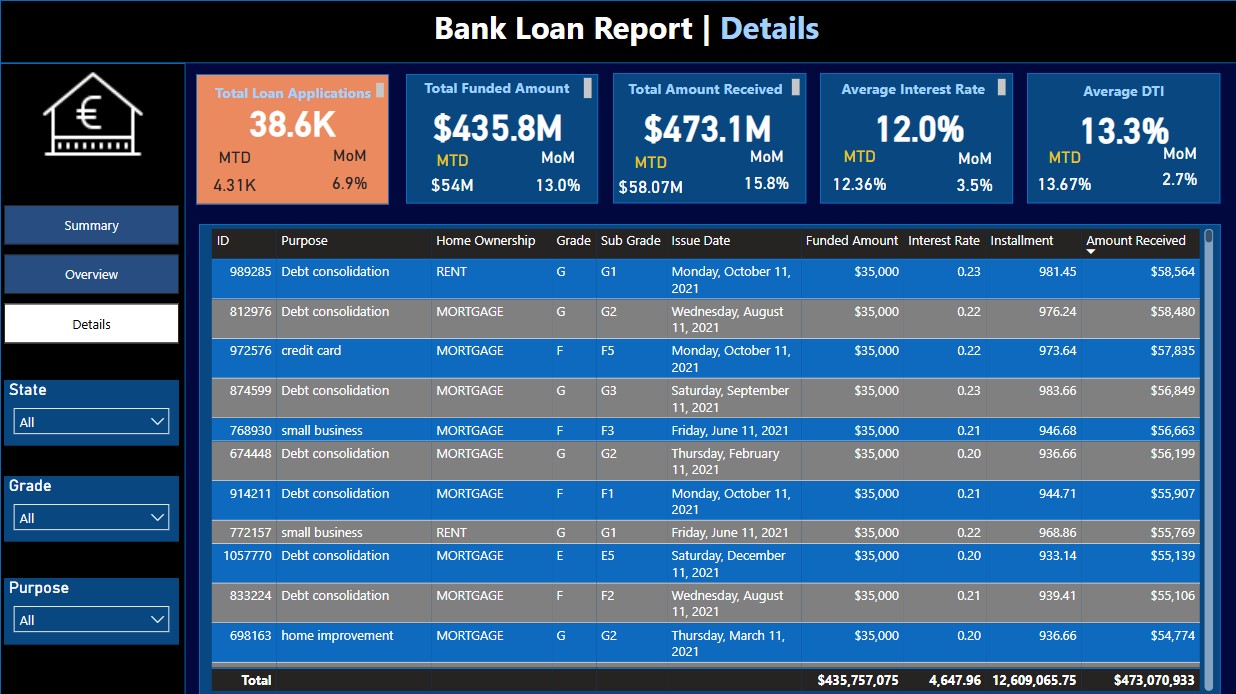 Bank Loan Report | Details
€
Summary
Overview
Details
State
All
Grade
All
Purpose
All
Total Loan Applications
38.6K
MTD MoM
4.31K 6.9%
Total Funded Amount
$435.8M
MTD MoM
$54M 13.0%
Total Amount Received
$473.1M
MTD MoM
$58.07M 15.8%
Average Interest Rate
12.0%
MTD MoM
12.36% 3.5%
Average DTI
13.3%
MTD MoM
13.67% 2.7%
ID Purpose Home Ownership Grade Sub Grade Issue Date Funded Amount Interest Rate Installment Amount Received
989285 Debt consolidation RENT G G1 Monday, October 11, $35,000 0.23 981.45 $58,564
2021
812976 Debt consolidation MORTGAGE G G2 Wednesday, August $35,000 0.22 976.24 $58,480
11, 2021
972576 credit card MORTGAGE F F5 Monday, October 11, $35,000 0.22 973.64 $57,835
2021
874599 Debt consolidation MORTGAGE G G3 Saturday, September $35,000 0.23 983.66 $56,849
11, 2021
768930 small business MORTGAGE F F3 Friday, June 11, 2021 $35,000 0.21 946.68 $56,663
674448 Debt consolidation MORTGAGE G G2 Thursday, February $35,000 0.20 936.66 $56,199
11, 2021
914211 Debt consolidation MORTGAGE F F1 Monday, October 11, $35,000 0.21 944.71 $55,907
2021
772157 small business RENT G G1 Friday, June 11, 2021 $35,000 0.22 968.86 $55,769
1057770 Debt consolidation MORTGAGE E E5 Saturday, December $35,000 0.20 933.14 $55,139
11, 2021
833224 Debt consolidation MORTGAGE F F2 Wednesday, August $35,000 0.21 939.41 $55,106
11, 2021
698163 home improvement MORTGAGE G G2 Thursday, March 11, $35,000 0.20 936.66 $54,774
2021
Total $435,757,075 4,647.96 12,609,065.75 $473,070,933